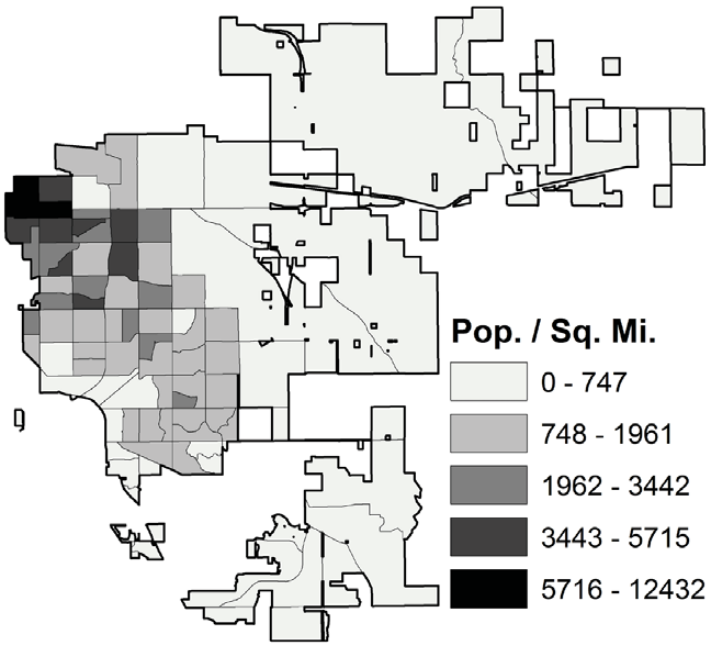 Pop. / Sq. Mi.
0 - 747
748 - 1961
1962 - 3442
3443 - 5715
5716 - 12432